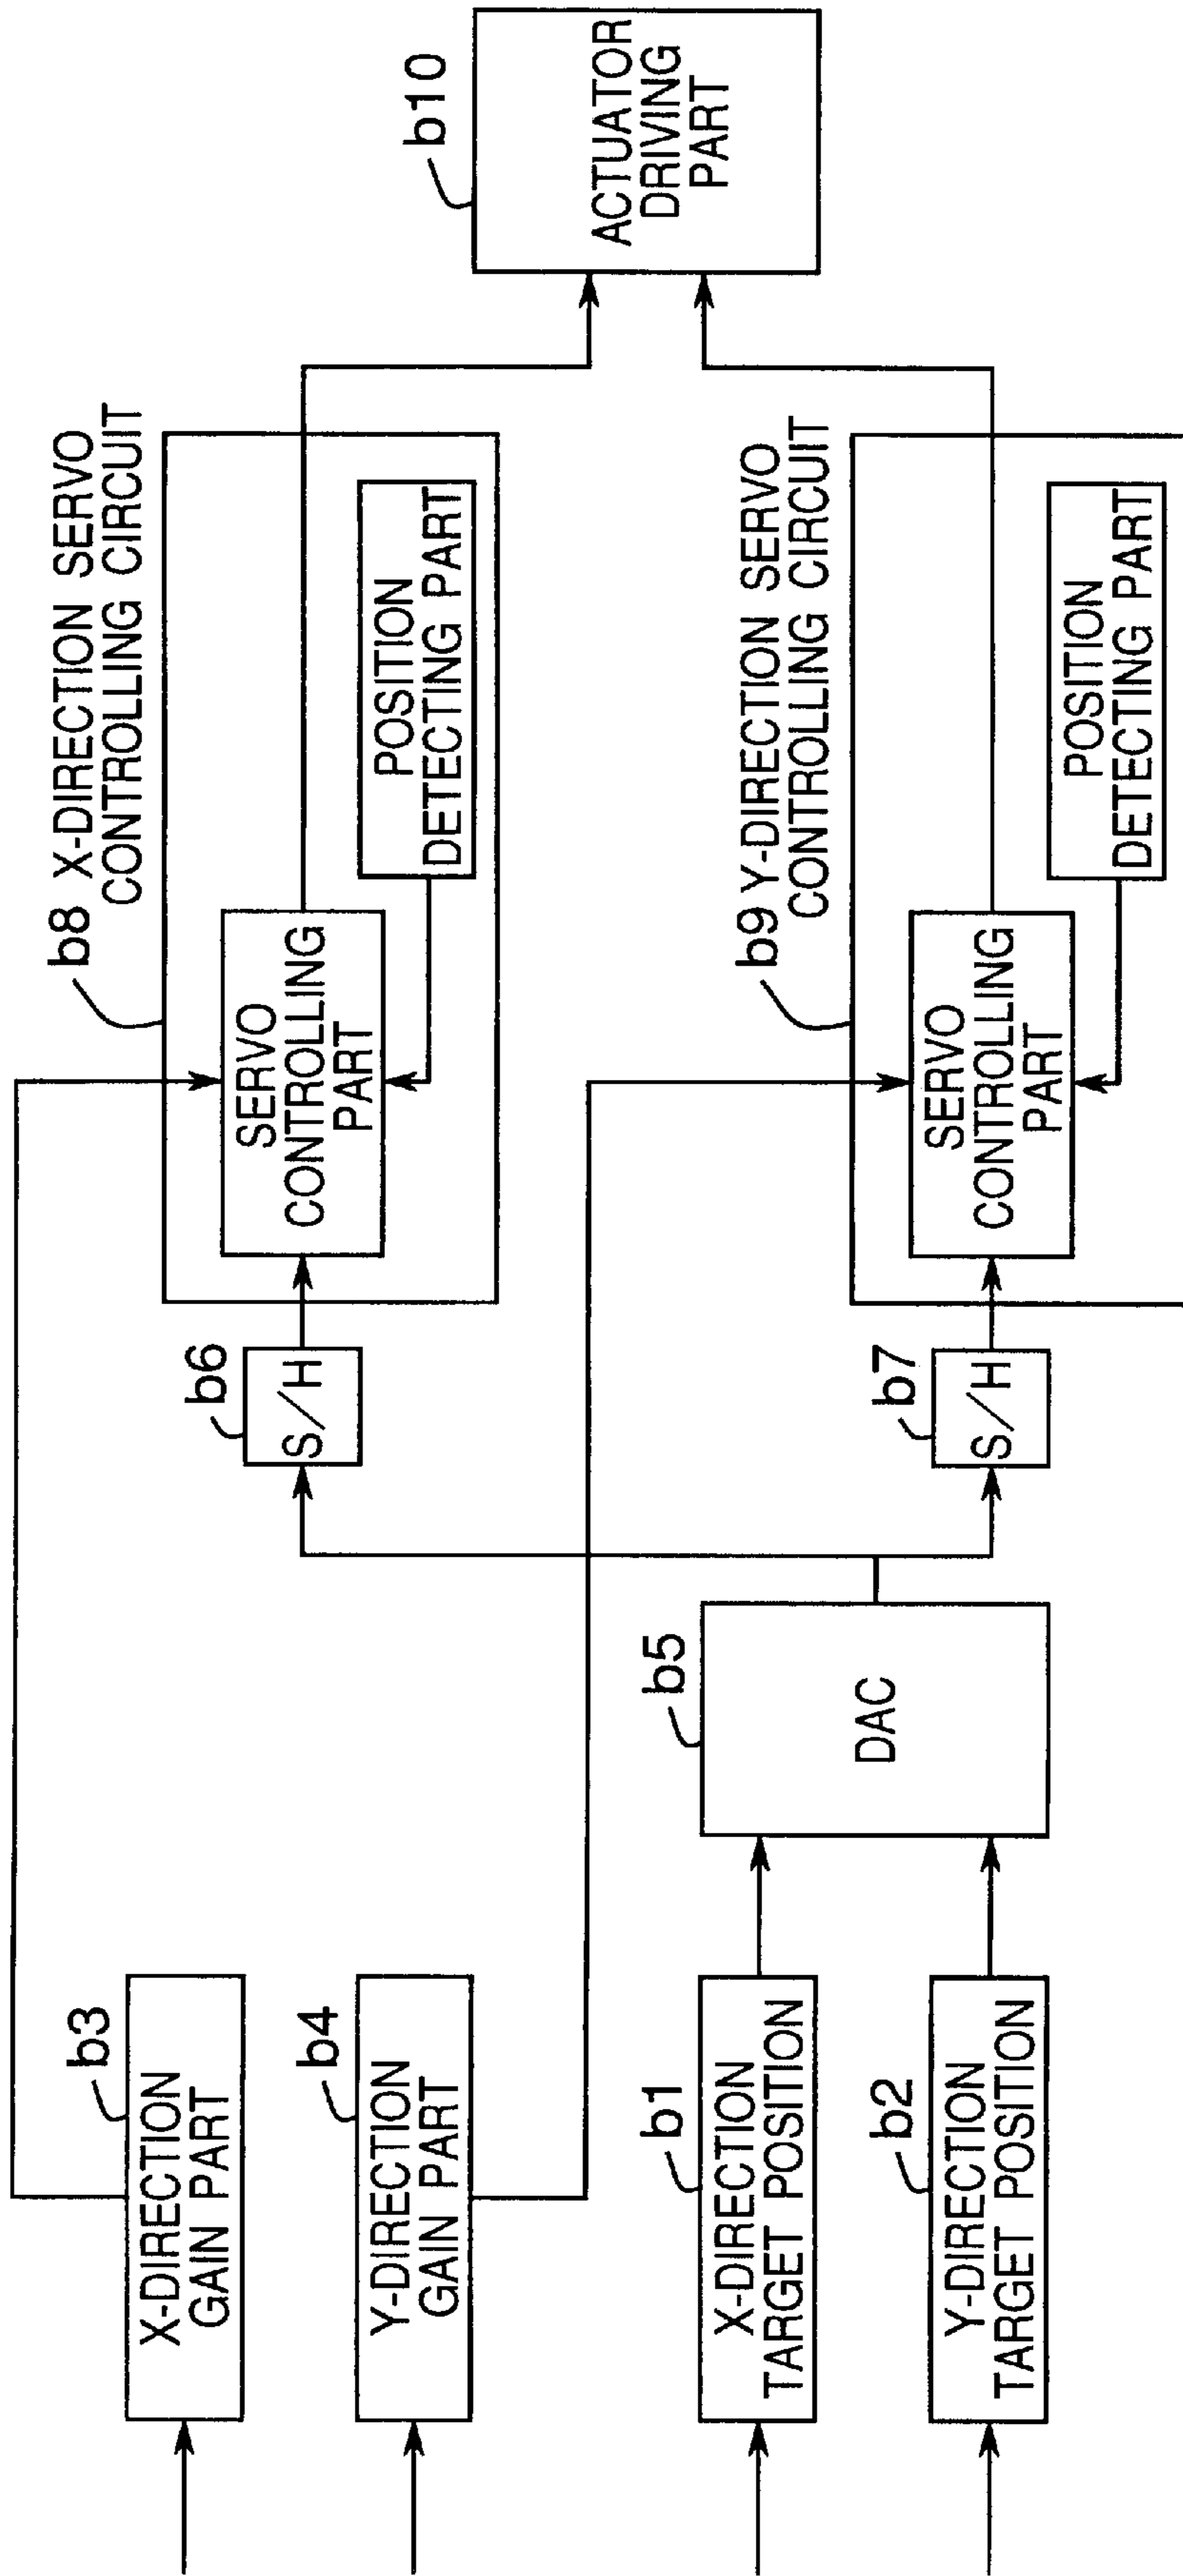 b3
X-DIRECTION
GAIN PART
b4
Y-DIRECTION
GAIN PART
b1
X-DIRECTION
TARGET POSITION
b2
Y-DIRECTION
TARGET POSITION
b5
DAC
b6
S/H
b7
S/H
b8 X-DIRECTION SERVO
CONTROLLING CIRCUIT
SERVO
CONTROLLING
PART
POSITION
DETECTING PART
b9 Y-DIRECTION SERVO
CONTROLLING CIRCUIT
SERVO
CONTROLLING
PART
POSITION
DETECTING PART
b10
ACTUATOR
DRIVING
PART